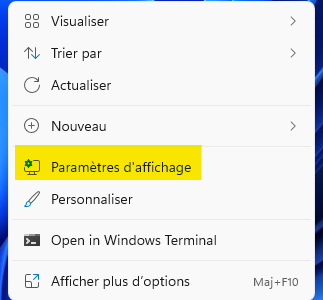 Visualiser
Trier par
Actualiser
Nouveau
Paramètres d'affichage
Personnaliser
Open in Windows Terminal
Afficher plus d’options Maj+F10